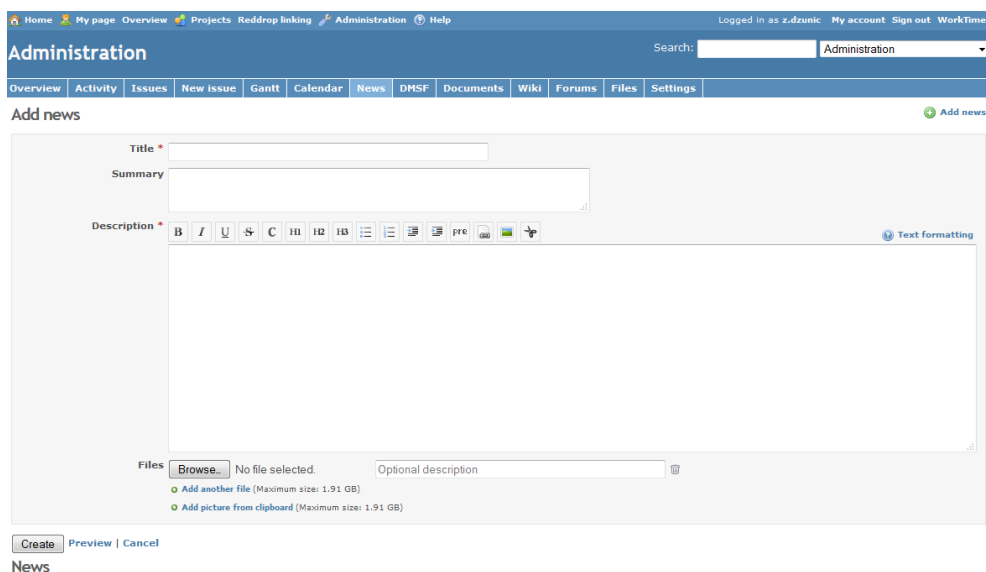 Home My page Overview Projects Reddrop linking Administration Help Logged in as z.dzunic My account Sign out WorkTime
Administration Search: Administration
Overview Activity Issues New issue Gantt Calendar News DMSF Documents Wiki Forums Files Settings
Add news Add news
Title *
Summary
Description * B I U S C H1 H2 H3 pre Text formatting
Files Browse_ No file selected. Optional description
Add another file (Maximum size: 1.91 GB)
Add picture from clipboard (Maximum size: 1.91 GB)
Create Preview | Cancel
News